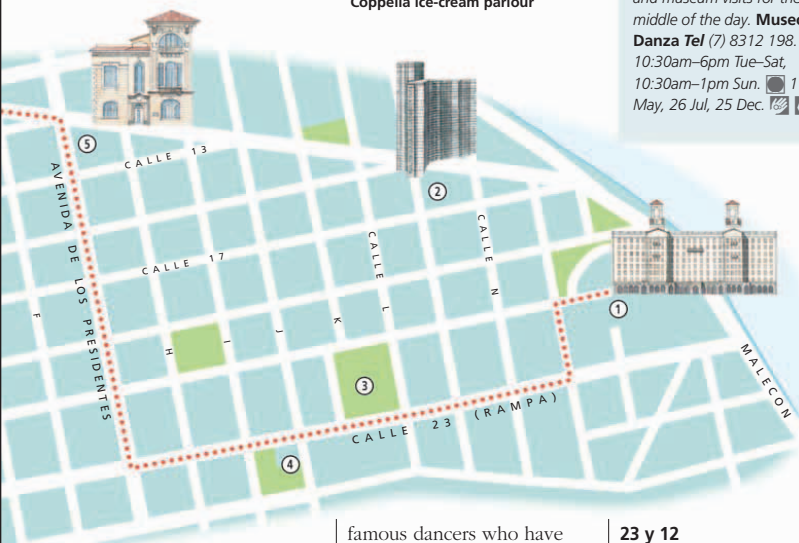 Coppelia ice-cream parlour
and museum visits for the
middle of the day. Museo
Danza Tel (7) 8312 198.
10:30am–6pm Tue–Sat,
10:30am–1pm Sun. 1
May, 26 Jul, 25 Dec.
5
CALLE 13
2
AVENIDA DE LOS PRESIDENTES
CALLE 17
CALLE L
CALLE N
1
F
H
I
J
K
3
MALECON
CALLE 23 (RAMPA)
4
famous dancers who have
23 y 12